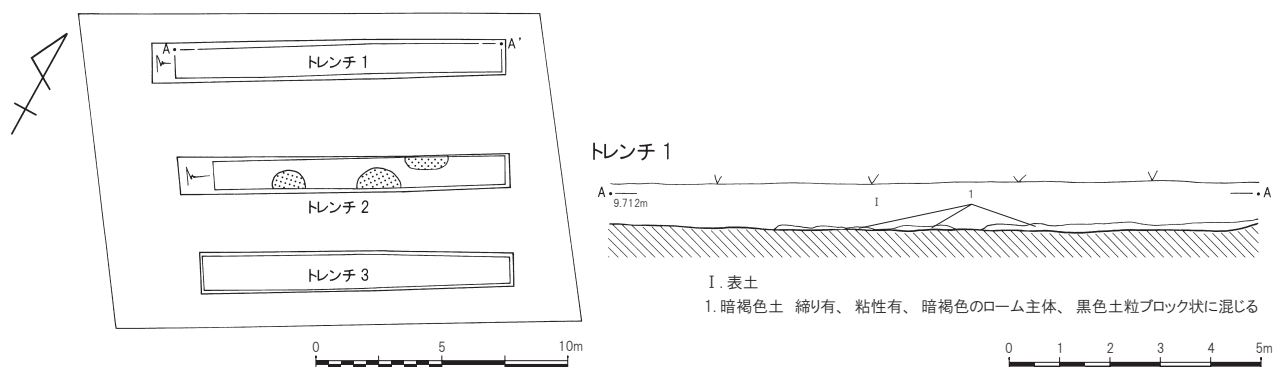 A
A'
トレンチ 1
トレンチ 2
トレンチ 3
0 5 10m
トレンチ 1
A
9.712m
Ⅰ
1
A
Ⅰ. 表土
1. 暗褐色土 締り有、 粘性有、 暗褐色のローム主体、 黒色土粒ブロック状に混じる
0 1 2 3 4 5m